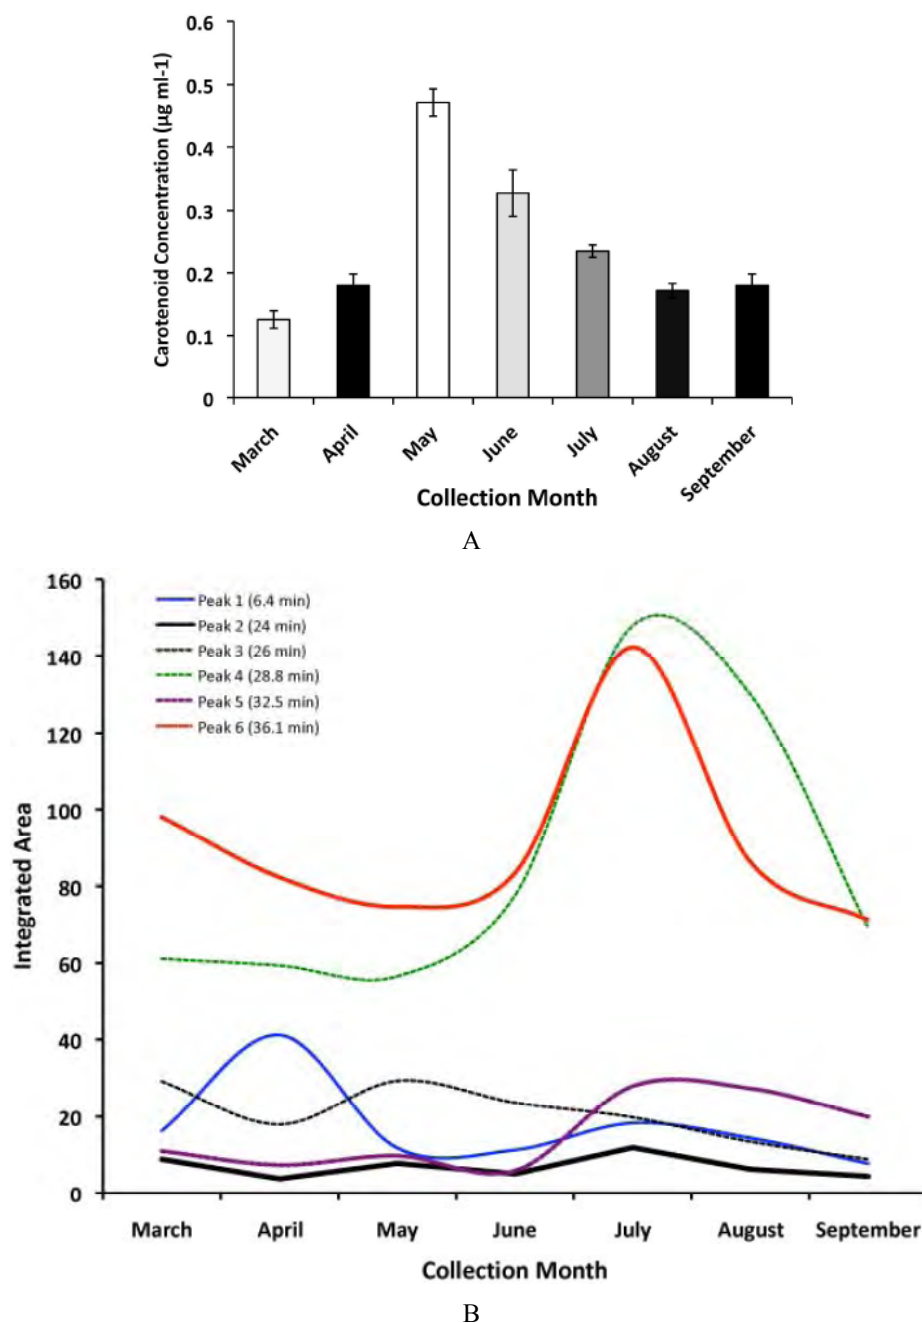 0.6
0.5
0.4
0.3
0.2
0.1
0
Carotenoid Concentration (µg ml-1)
March
April
May
June
July
August
September
Collection Month
A
160
140
120
100
80
60
40
20
0
Integrated Area
Peak 1 (6.4 min)
Peak 2 (24 min)
Peak 3 (26 min)
Peak 4 (28.8 min)
Peak 5 (32.5 min)
Peak 6 (36.1 min)
March April May June July August September
Collection Month
B